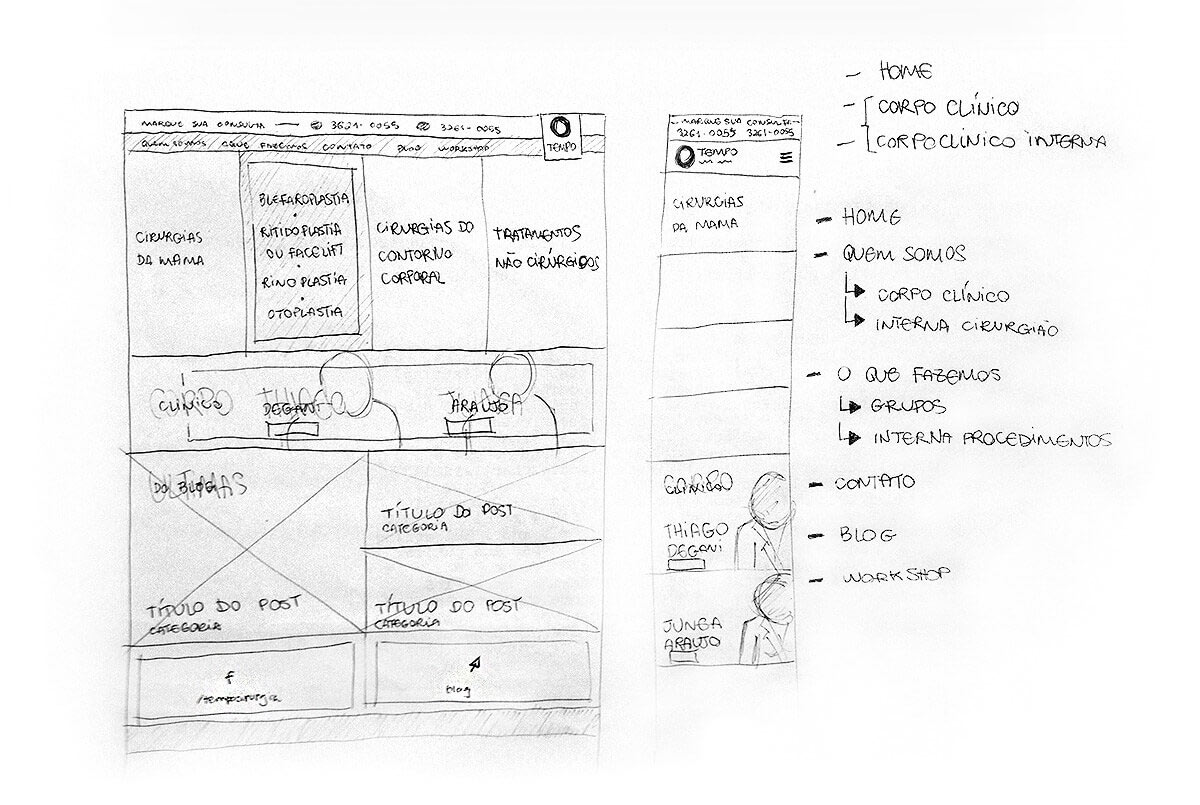 MARQUE SUA CONSULTA — 3621-0055 3261-0055
TEMPO
QUEM SOMOS O QUE FAZEMOS CONTATO BLOG WORKSHOP
CIRURGIAS
DA MAMA
BLEFAROPLASTIA
•
RITIDOPLASTIA
OU FACELIFT
•
RINOPLASTIA
•
OTOPLASTIA
CIRURGIAS DO
CONTORNO
CORPORAL
TRATAMENTOS
NÃO CIRÚRGIDOS
CORPO
CLÍNICO
THIAGO
DEGANI
ARAUJO
ÚLTIMAS
DO BLOG
TÍTULO DO POST
CATEGORIA
TÍTULO DO POST
CATEGORIA
TÍTULO DO POST
CATEGORIA
f
blog
MARQUE SUA CONSULTA
3261-0055 3261-0055
TEMPO
CIRURGIAS
DA MAMA
CORPO
CLÍNICO
THIAGO
DEGANI
JUNGA
ARAUJO
- HOME
- CORPO CLÍNICO
- CORPO CLÍNICO INTERNA
- HOME
- QUEM SOMOS
CORPO CLÍNICO
INTERNA CIRURGIÃO
- O QUE FAZEMOS
GRUPOS
INTERNA PROCEDIMENTOS
- CONTATO
- BLOG
- WORKSHOP